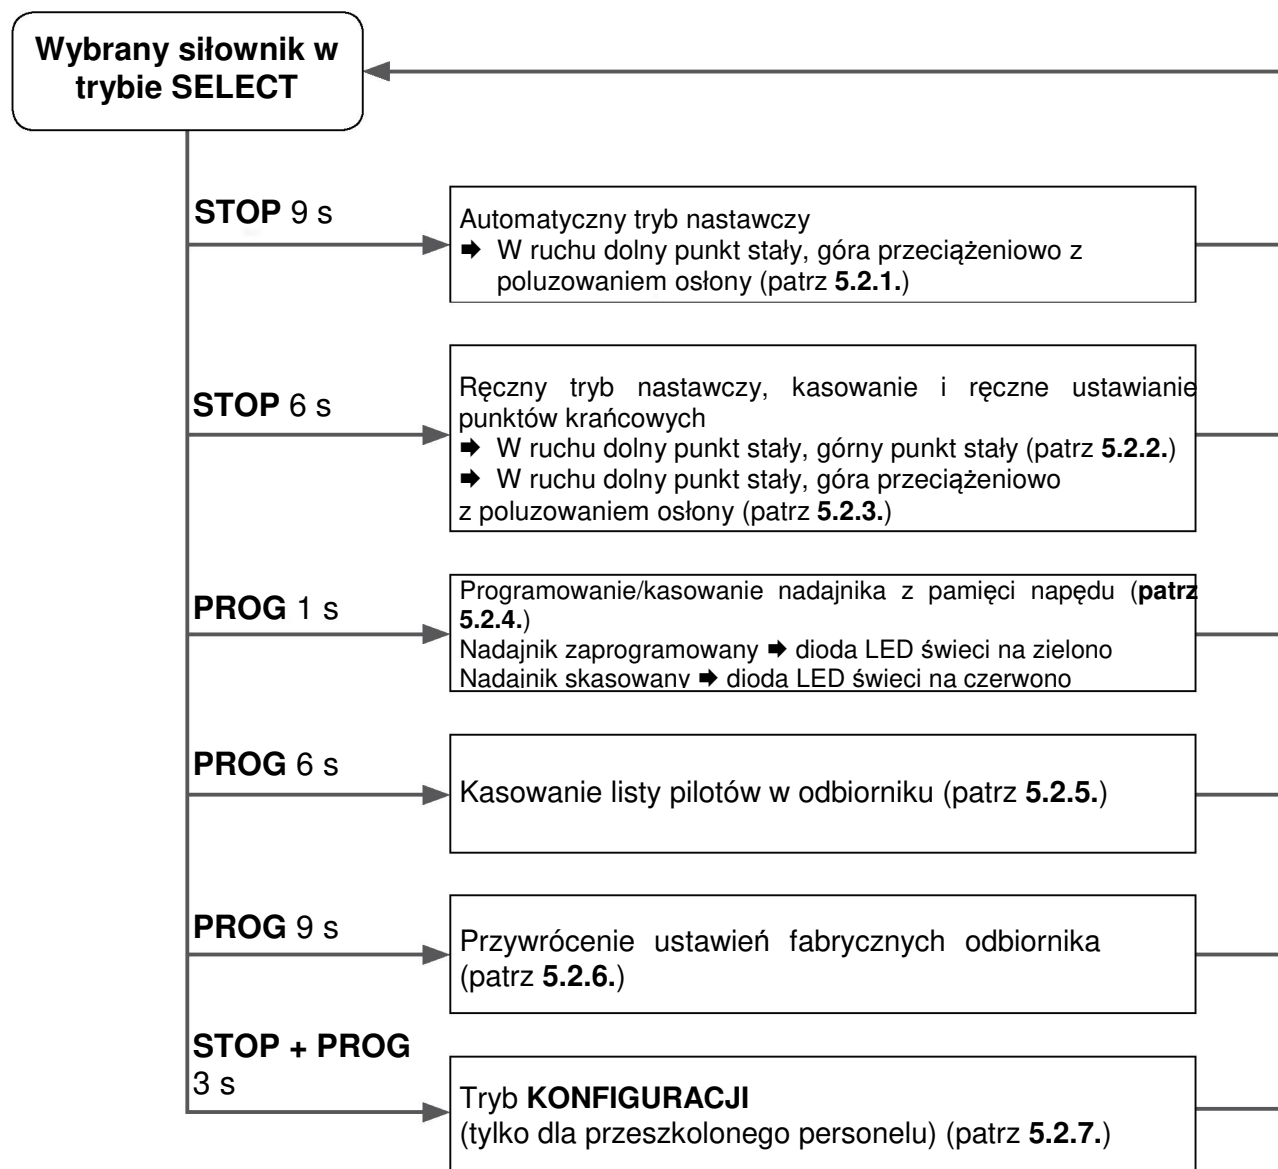 Wybrany siłownik w
trybie SELECT
STOP 9 s
Automatyczny tryb nastawczy
➡ W ruchu dolny punkt stały, góra przeciążeniowo z
poluzowaniem osłony (patrz 5.2.1.)
STOP 6 s
Ręczny tryb nastawczy, kasowanie i ręczne ustawianie
punktów krańcowych
➡ W ruchu dolny punkt stały, górny punkt stały (patrz 5.2.2.)
➡ W ruchu dolny punkt stały, góra przeciążeniowo
z poluzowaniem osłony (patrz 5.2.3.)
PROG 1 s
Programowanie/kasowanie nadajnika z pamięci napędu (patrz
5.2.4.)
Nadajnik zaprogramowany ➡ dioda LED świeci na zielono
Nadajnik skasowany ➡ dioda LED świeci na czerwono
PROG 6 s
Kasowanie listy pilotów w odbiorniku (patrz 5.2.5.)
PROG 9 s
Przywrócenie ustawień fabrycznych odbiornika
(patrz 5.2.6.)
STOP + PROG
3 s
Tryb KONFIGURACJI
(tylko dla przeszkolonego personelu) (patrz 5.2.7.)